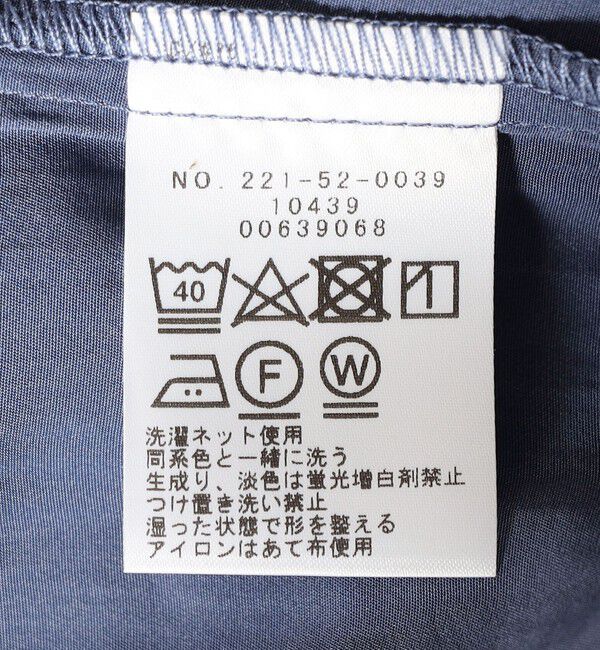 NO. 221-52-0039
10439
00639068
40
F W
洗濯ネット使用
同系色と一緒に洗う
生成り、淡色は蛍光増白剤禁止
つけ置き洗い禁止
湿った状態で形を整える
アイロンはあて布使用